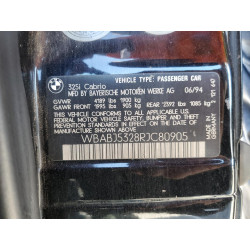 VEHICLE TYPE: PASSENGER CAR
325i Cabrio
MFD BY BAYERISCHE MOTOREN WERKE AG 06/94
GVWR 4189 lbs 1900 kg
GAWR FRONT 1995 lbs 905 kg REAR 2392 lbs 1085 kg
WBABJ5328RJC80905
THIS VEHICLE CONFORMS TO ALL APPLICABLE
FEDERAL MOTOR VEHICLE SAFETY, BUMPER, AND
THEFT PREVENTION STANDARDS IN EFFECT ON
THE DATE OF MANUFACTURE SHOWN ABOVE.
MADE IN
GERMANY